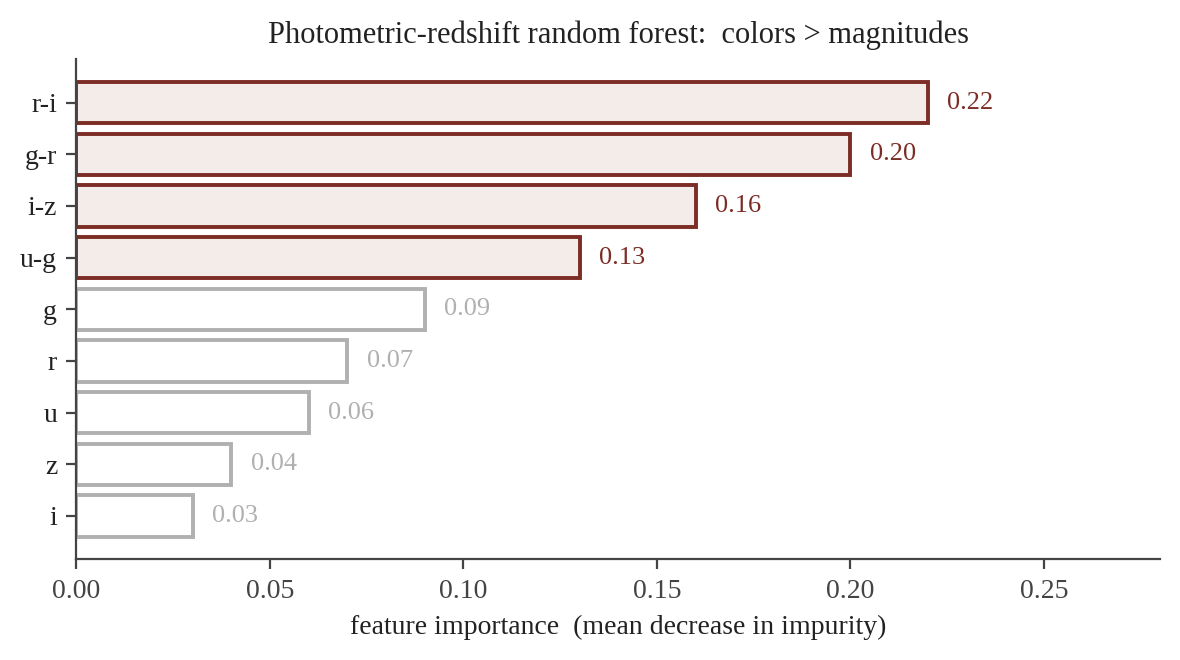 Photometric-redshift random forest:  colors > magnitudes
r-i 0.22
g-r 0.20
i-z 0.16
u-g 0.13
g 0.09
r 0.07
u 0.06
z 0.04
i 0.03
0.00 0.05 0.10 0.15 0.20 0.25
feature importance  (mean decrease in impurity)